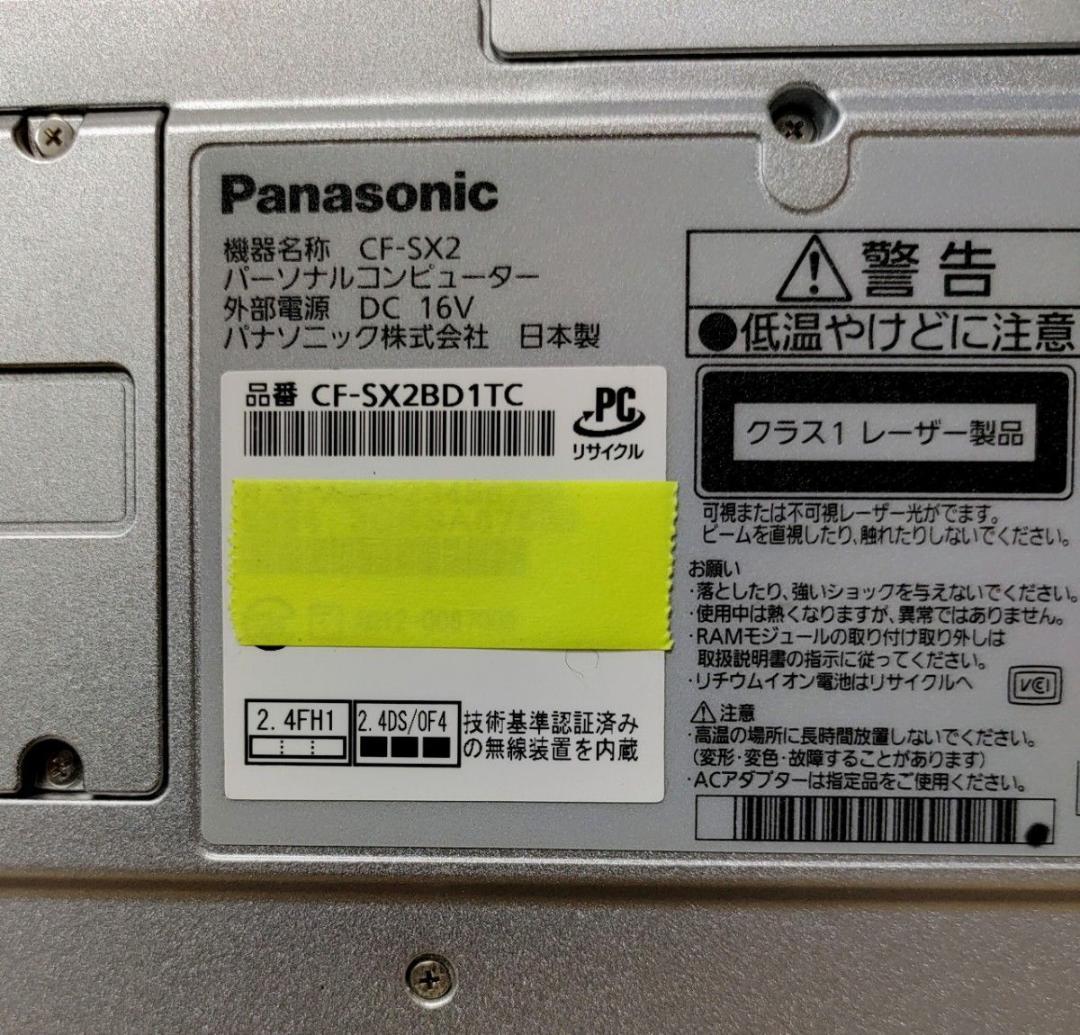 Panasonic
機器名称 CF-SX2
パーソナルコンピューター
外部電源 DC 16V
パナソニック株式会社 日本製
品番 CF-SX2BD1TC
PC
リサイクル
2.4FH1
2.4DS/OF4
技術基準認証済み
の無線装置を内蔵
警告
●低温やけどに注意
クラス1 レーザー製品
可視または不可視レーザー光がでます。
ビームを直視したり、触れたりしないでください。
お願い
・落としたり、強いショックを与えないでください。
・使用中は熱くなりますが、異常ではありません。
・RAMモジュールの取り付け取り外しは
取扱説明書の指示に従ってください。
・リチウムイオン電池はリサイクルへ
VCI
注意
・高温の場所に長時間放置しないでください。
（変形・変色・故障することがあります）
・ACアダプターは指定品をご使用ください。